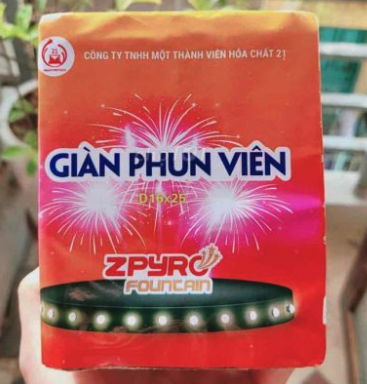 CÔNG TY TNHH MỘT THÀNH VIÊN HÓA CHẤT 21
GIÀN PHUN VIÊN
D16x25
ZPYRO
FOUNTAIN